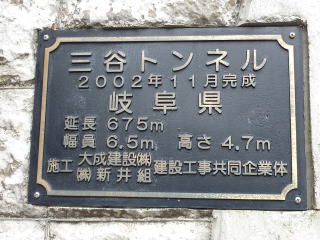 三谷トンネル
2002年11月完成
岐阜県
延長 675m
幅員 6.5m 高さ 4.7m
施工 大成建設㈱ ㈱新井組 建設工事共同企業体